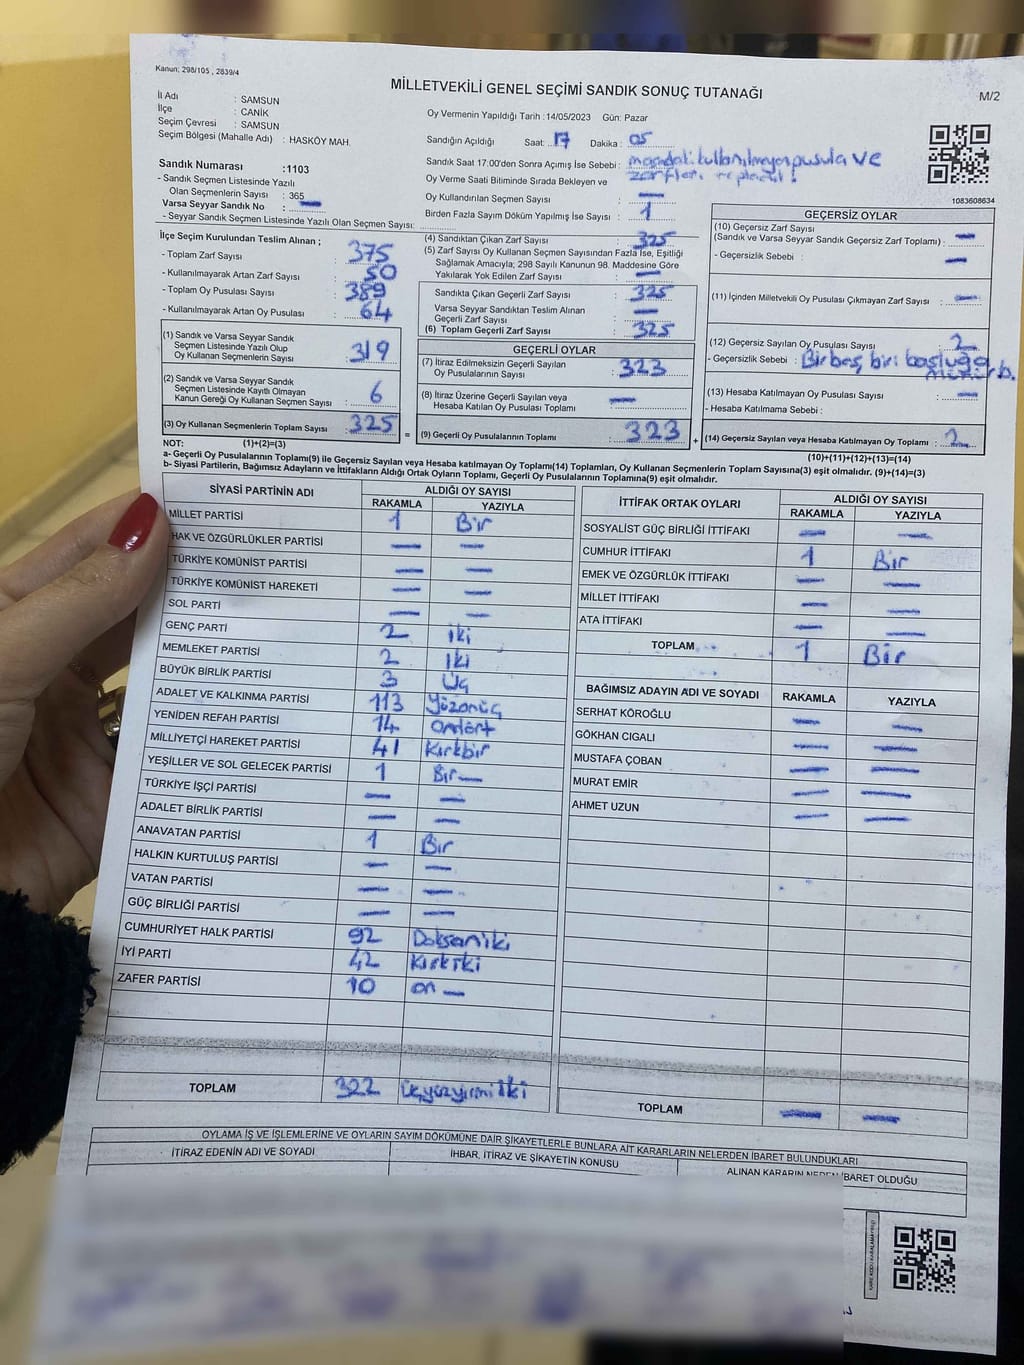 Kanun; 298/105 , 2839/4
MİLLETVEKİLİ GENEL SEÇİMİ SANDIK SONUÇ TUTANAĞI
M/2
İl Adı : SAMSUN
İlçe : CANİK
Seçim Çevresi : SAMSUN
Seçim Bölgesi (Mahalle Adı) : HASKÖY MAH.
Sandık Numarası :1103
- Sandık Seçmen Listesinde Yazılı
Olan Seçmenlerin Sayısı : 365
Varsa Seyyar Sandık No : —
- Seyyar Sandık Seçmen Listesinde Yazılı Olan Seçmen Sayısı:
Oy Vermenin Yapıldığı Tarih : 14/05/2023 Gün: Pazar
Sandığın Açıldığı Saat: 17 Dakika : 05
Sandık Saat 17:00'den Sonra Açımış İse Sebebi : kullanılmayan pusula ve
Oy Verme Saati Bitiminde Sırada Bekleyen ve zarfları
Oy Kullandırılan Seçmen Sayısı : —
Birden Fazla Sayım Döküm Yapılmış İse Sayısı : 1
1083608634
İlçe Seçim Kurulundan Teslim Alınan ;
- Toplam Zarf Sayısı : 375
- Kullanılmayarak Artan Zarf Sayısı : 50
- Toplam Oy Pusulası Sayısı : 389
- Kullanılmayarak Artan Oy Pusulası : 64
(1) Sandık ve Varsa Seyyar Sandık
Seçmen Listesinde Yazılı Olup
Oy Kullanan Seçmenlerin Sayısı : 319
(2) Sandık ve Varsa Seyyar Sandık
Seçmen Listesinde Kayıtlı Olmayan
Kanun Gereği Oy Kullanan Seçmen Sayısı : 6
(3) Oy Kullanan Seçmenlerin Toplam Sayısı : 325
(4) Sandıktan Çıkan Zarf Sayısı : 325
(5) Zarf Sayısı Oy Kullanan Seçmen Sayısından Fazla İse, Eşitliği
Sağlamak Amacıyla; 298 Sayılı Kanunun 98. Maddesine Göre
Yakılarak Yok Edilen Zarf Sayısı : —
Sandıkta Çıkan Geçerli Zarf Sayısı : 325
Varsa Seyyar Sandıktan Teslim Alınan
Geçerli Zarf Sayısı : —
(6) Toplam Geçerli Zarf Sayısı : 325
GEÇERLİ OYLAR
(7) İtiraz Edilmeksizin Geçerli Sayılan
Oy Pusulalarının Sayısı : 323
(8) İtiraz Üzerine Geçerli Sayılan veya
Hesaba Katılan Oy Pusulası Toplamı : —
= (9) Geçerli Oy Pusulalarının Toplamı : 323 +
GEÇERSİZ OYLAR
(10) Geçersiz Zarf Sayısı
(Sandık ve Varsa Seyyar Sandık Geçersiz Zarf Toplamı) : —
- Geçersizlik Sebebi : —
(11) İçinden Milletvekili Oy Pusulası Çıkmayan Zarf Sayısı : —
(12) Geçersiz Sayılan Oy Pusulası Sayısı : 2
- Geçersizlik Sebebi : Bir boş, biri boşluğa
(13) Hesaba Katılmayan Oy Pusulası Sayısı : —
- Hesaba Katılmama Sebebi :
(14) Geçersiz Sayılan veya Hesaba Katılmayan Oy Toplamı : 2
NOT: (1)+(2)=(3)
(10)+(11)+(12)+(13)=(14)
a- Geçerli Oy Pusulalarının Toplamı(9) ile Geçersiz Sayılan veya Hesaba katılmayan Oy Toplamı(14) Toplamları, Oy Kullanan Seçmenlerin Toplam Sayısına(3) eşit olmalıdır. (9)+(14)=(3)
b- Siyasi Partilerin, Bağımsız Adayların ve İttifakların Aldığı Ortak Oyların Toplamı, Geçerli Oy Pusulalarının Toplamına(9) eşit olmalıdır.
SİYASİ PARTİNİN ADI ALDIĞI OY SAYISI
RAKAMLA YAZIYLA
MİLLET PARTİSİ 1 Bir
HAK VE ÖZGÜRLÜKLER PARTİSİ — —
TÜRKİYE KOMÜNİST PARTİSİ — —
TÜRKİYE KOMÜNİST HAREKETİ — —
SOL PARTİ — —
GENÇ PARTİ 2 iki
MEMLEKET PARTİSİ 2 iki
BÜYÜK BİRLİK PARTİSİ 3 Üç
ADALET VE KALKINMA PARTİSİ 113 Yüzonüç
YENİDEN REFAH PARTİSİ 14 Ondört
MİLLİYETÇİ HAREKET PARTİSİ 41 Kırkbir
YEŞİLLER VE SOL GELECEK PARTİSİ 1 Bir —
TÜRKİYE İŞÇİ PARTİSİ — —
ADALET BİRLİK PARTİSİ — —
ANAVATAN PARTİSİ 1 Bir
HALKIN KURTULUŞ PARTİSİ — —
VATAN PARTİSİ — —
GÜÇ BİRLİĞİ PARTİSİ — —
CUMHURİYET HALK PARTİSİ 92 Doksaniki
İYİ PARTİ 42 Kırkiki
ZAFER PARTİSİ 10 on —
TOPLAM 322 üçyüzyirmi iki
İTTİFAK ORTAK OYLARI ALDIĞI OY SAYISI
RAKAMLA YAZIYLA
SOSYALİST GÜÇ BİRLİĞİ İTTİFAKI — —
CUMHUR İTTİFAKI 1 Bir
EMEK VE ÖZGÜRLÜK İTTİFAKI — —
MİLLET İTTİFAKI — —
ATA İTTİFAKI — —
TOPLAM 1 Bir
BAĞIMSIZ ADAYIN ADI VE SOYADI RAKAMLA YAZIYLA
SERHAT KÖROĞLU — —
GÖKHAN CIGALI — —
MUSTAFA ÇOBAN — —
MURAT EMİR — —
AHMET UZUN — —
TOPLAM — —
OYLAMA İŞ VE İŞLEMLERİNE VE OYLARIN SAYIM DÖKÜMÜNE DAİR ŞİKAYETLERLE BUNLARA AİT KARARLARIN NELERDEN İBARET BULUNDUKLARI
İTİRAZ EDENİN ADI VE SOYADI İHBAR, İTİRAZ VE ŞİKAYETİN KONUSU ALINAN KARARIN NEDEN İBARET OLDUĞU